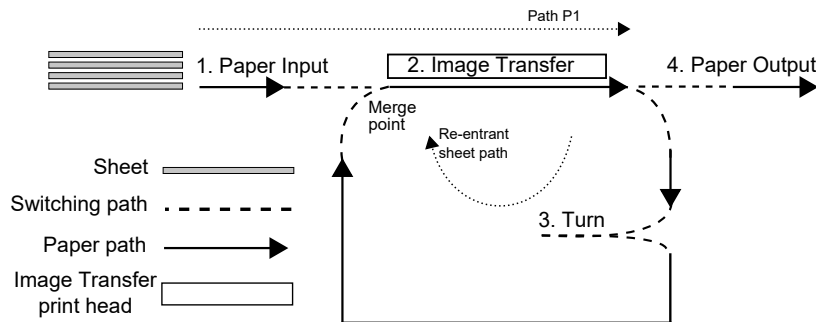 Path P1
1. Paper Input
2. Image Transfer
4. Paper Output
Merge
point
Re-entrant
sheet path
Sheet
Switching path
3. Turn
Paper path
Image Transfer
print head